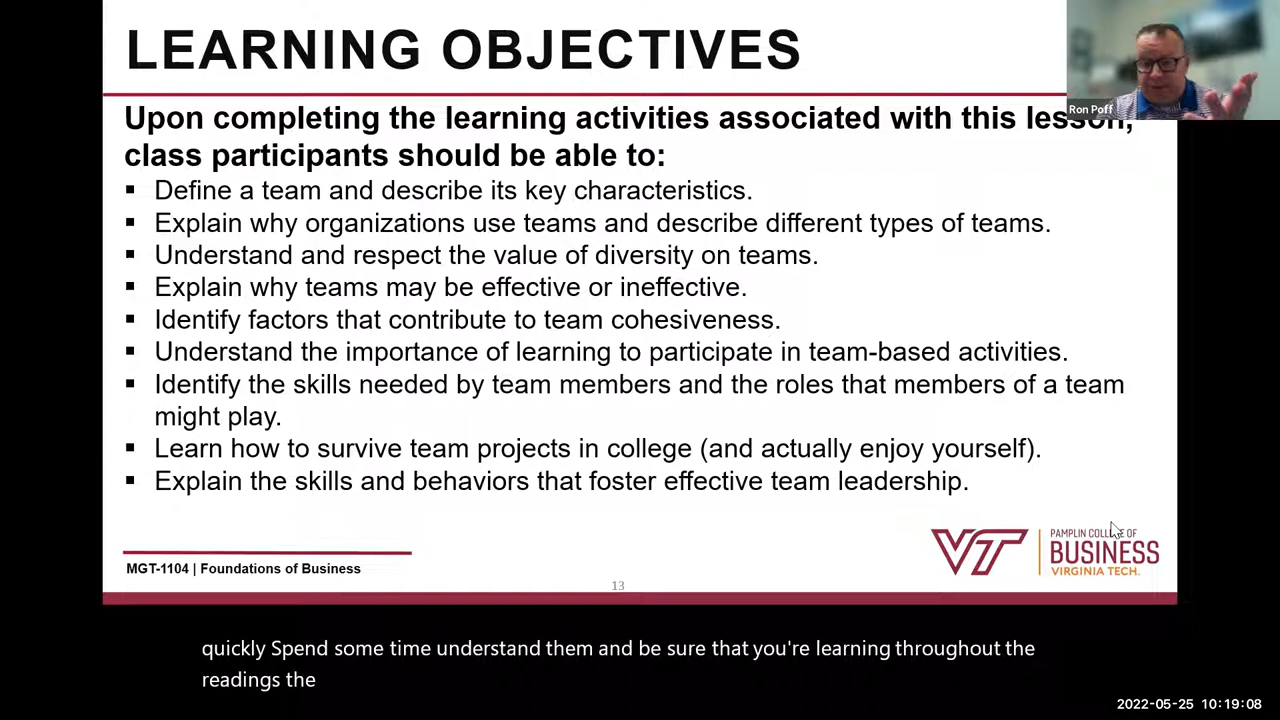 LEARNING OBJECTIVES
Ron Poff
Upon completing the learning activities associated with this lesson,
class participants should be able to:
▪ Define a team and describe its key characteristics.
▪ Explain why organizations use teams and describe different types of teams.
▪ Understand and respect the value of diversity on teams.
▪ Explain why teams may be effective or ineffective.
▪ Identify factors that contribute to team cohesiveness.
▪ Understand the importance of learning to participate in team-based activities.
▪ Identify the skills needed by team members and the roles that members of a team
might play.
▪ Learn how to survive team projects in college (and actually enjoy yourself).
▪ Explain the skills and behaviors that foster effective team leadership.
MGT-1104 | Foundations of Business
13
VT
PAMPLIN COLLEGE OF
BUSINESS
VIRGINIA TECH.
quickly Spend some time understand them and be sure that you're learning throughout the
readings the
2022-05-25 10:19:08